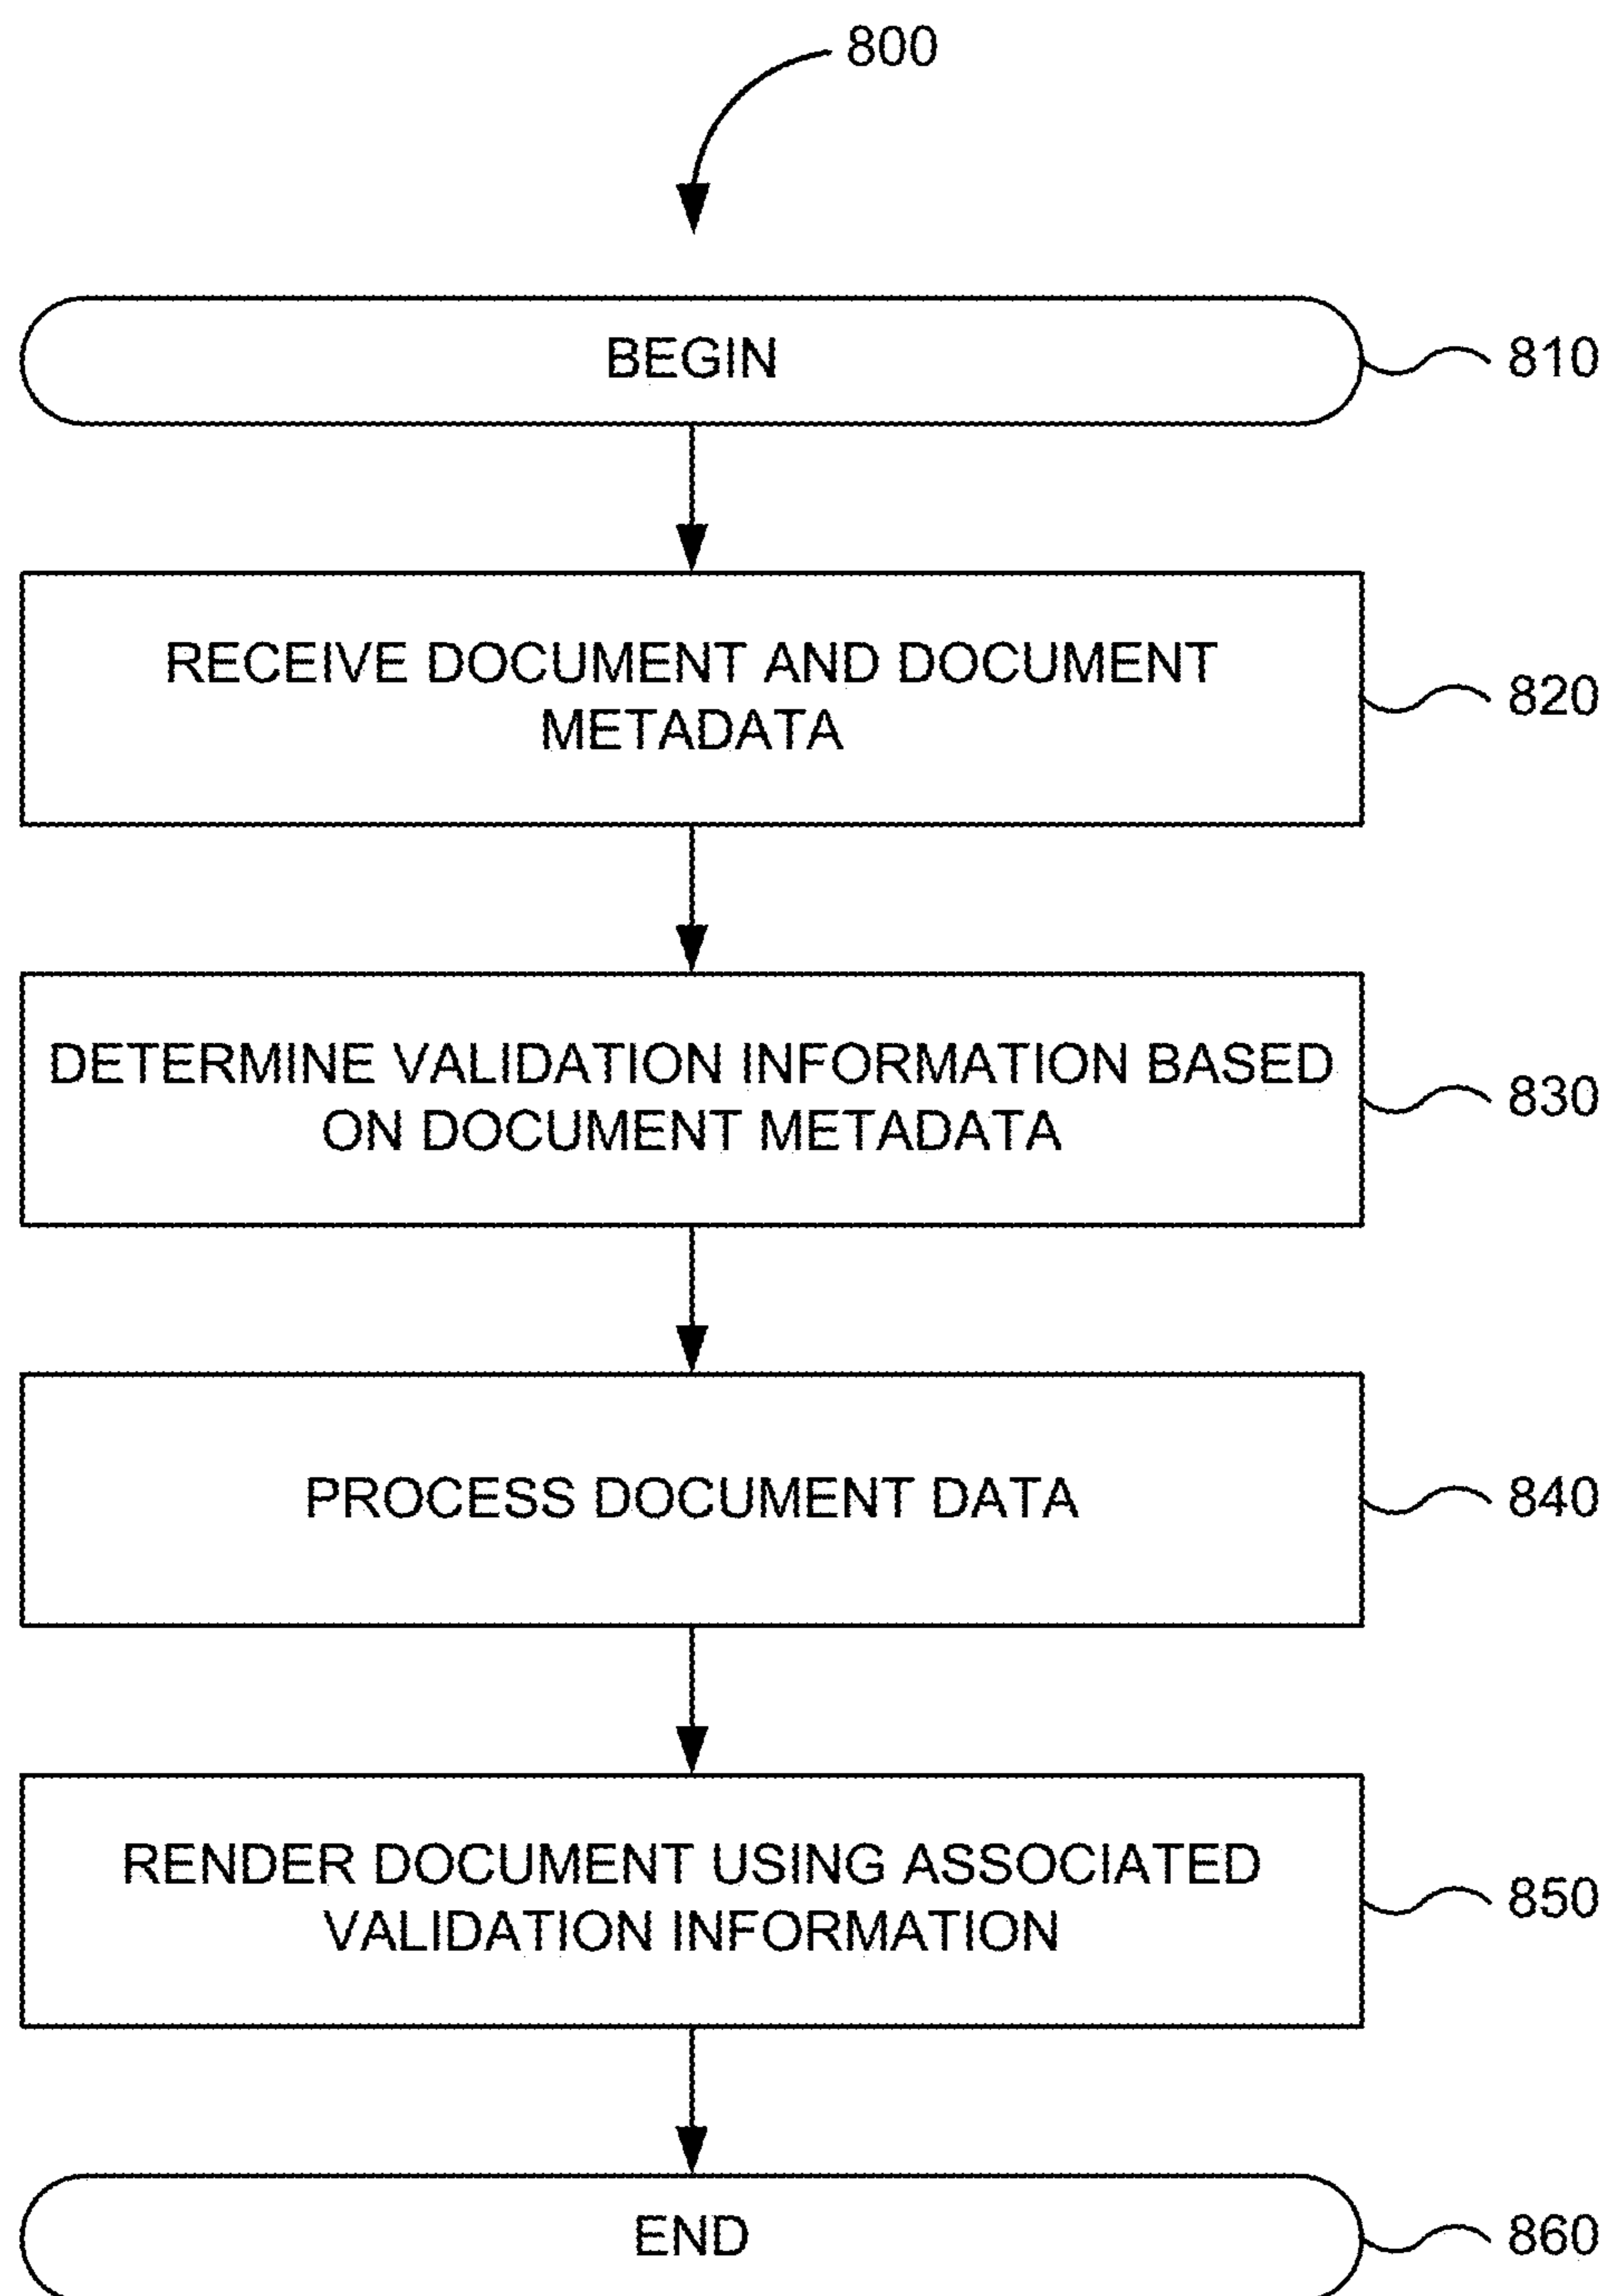 800
BEGIN
810
RECEIVE DOCUMENT AND DOCUMENT
METADATA
820
DETERMINE VALIDATION INFORMATION BASED
ON DOCUMENT METADATA
830
PROCESS DOCUMENT DATA
840
RENDER DOCUMENT USING ASSOCIATED
VALIDATION INFORMATION
850
END
860